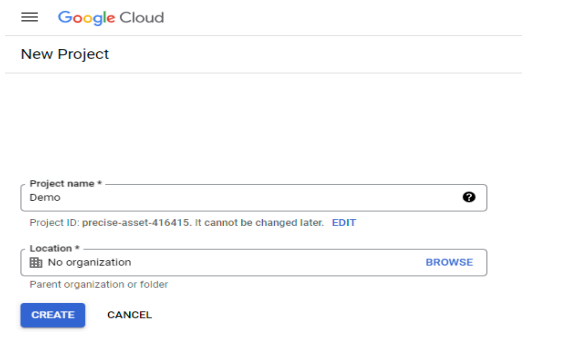 Google Cloud
New Project
Project name *
Demo
Project ID: precise-asset-416415. It cannot be changed later. EDIT
Location *
No organization BROWSE
Parent organization or folder
CREATE CANCEL